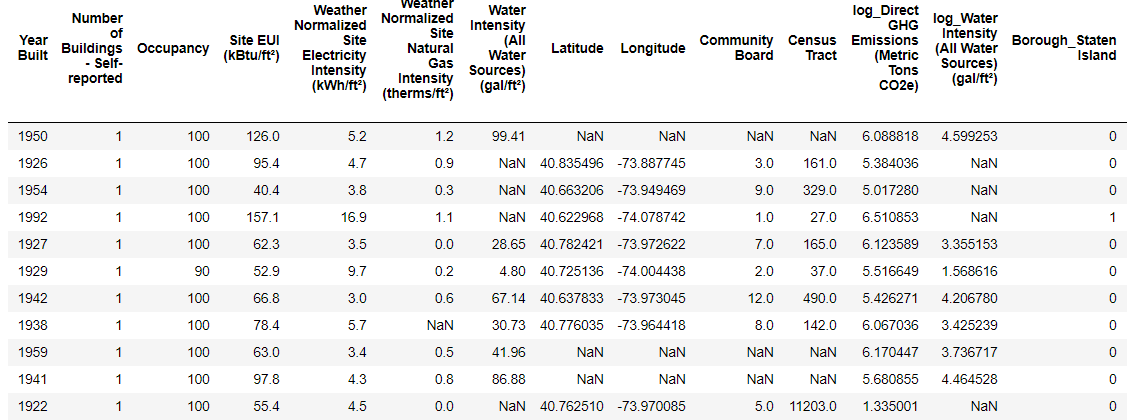 Year Built | Number of Buildings - Self-reported | Occupancy | Site EUI (kBtu/ft²) | Weather Normalized Site Electricity Intensity (kWh/ft²) | Weather Normalized Site Natural Gas Intensity (therms/ft²) | Water Intensity (All Water Sources) (gal/ft²) | Latitude | Longitude | Community Board | Census Tract | log_Direct GHG Emissions (Metric Tons CO2e) | log_Water Intensity (All Water Sources) (gal/ft²) | Borough_Staten Island
1950 1 100 126.0 5.2 1.2 99.41 NaN NaN NaN NaN 6.088818 4.599253 0
1926 1 100 95.4 4.7 0.9 NaN 40.835496 -73.887745 3.0 161.0 5.384036 NaN 0
1954 1 100 40.4 3.8 0.3 NaN 40.663206 -73.949469 9.0 329.0 5.017280 NaN 0
1992 1 100 157.1 16.9 1.1 NaN 40.622968 -74.078742 1.0 27.0 6.510853 NaN 1
1927 1 100 62.3 3.5 0.0 28.65 40.782421 -73.972622 7.0 165.0 6.123589 3.355153 0
1929 1 90 52.9 9.7 0.2 4.80 40.725136 -74.004438 2.0 37.0 5.516649 1.568616 0
1942 1 100 66.8 3.0 0.6 67.14 40.637833 -73.973045 12.0 490.0 5.426271 4.206780 0
1938 1 100 78.4 5.7 NaN 30.73 40.776035 -73.964418 8.0 142.0 6.067036 3.425239 0
1959 1 100 63.0 3.4 0.5 41.96 NaN NaN NaN NaN 6.170447 3.736717 0
1941 1 100 97.8 4.3 0.8 86.88 NaN NaN NaN NaN 5.680855 4.464528 0
1922 1 100 55.4 4.5 0.0 NaN 40.762510 -73.970085 5.0 11203.0 1.335001 NaN 0